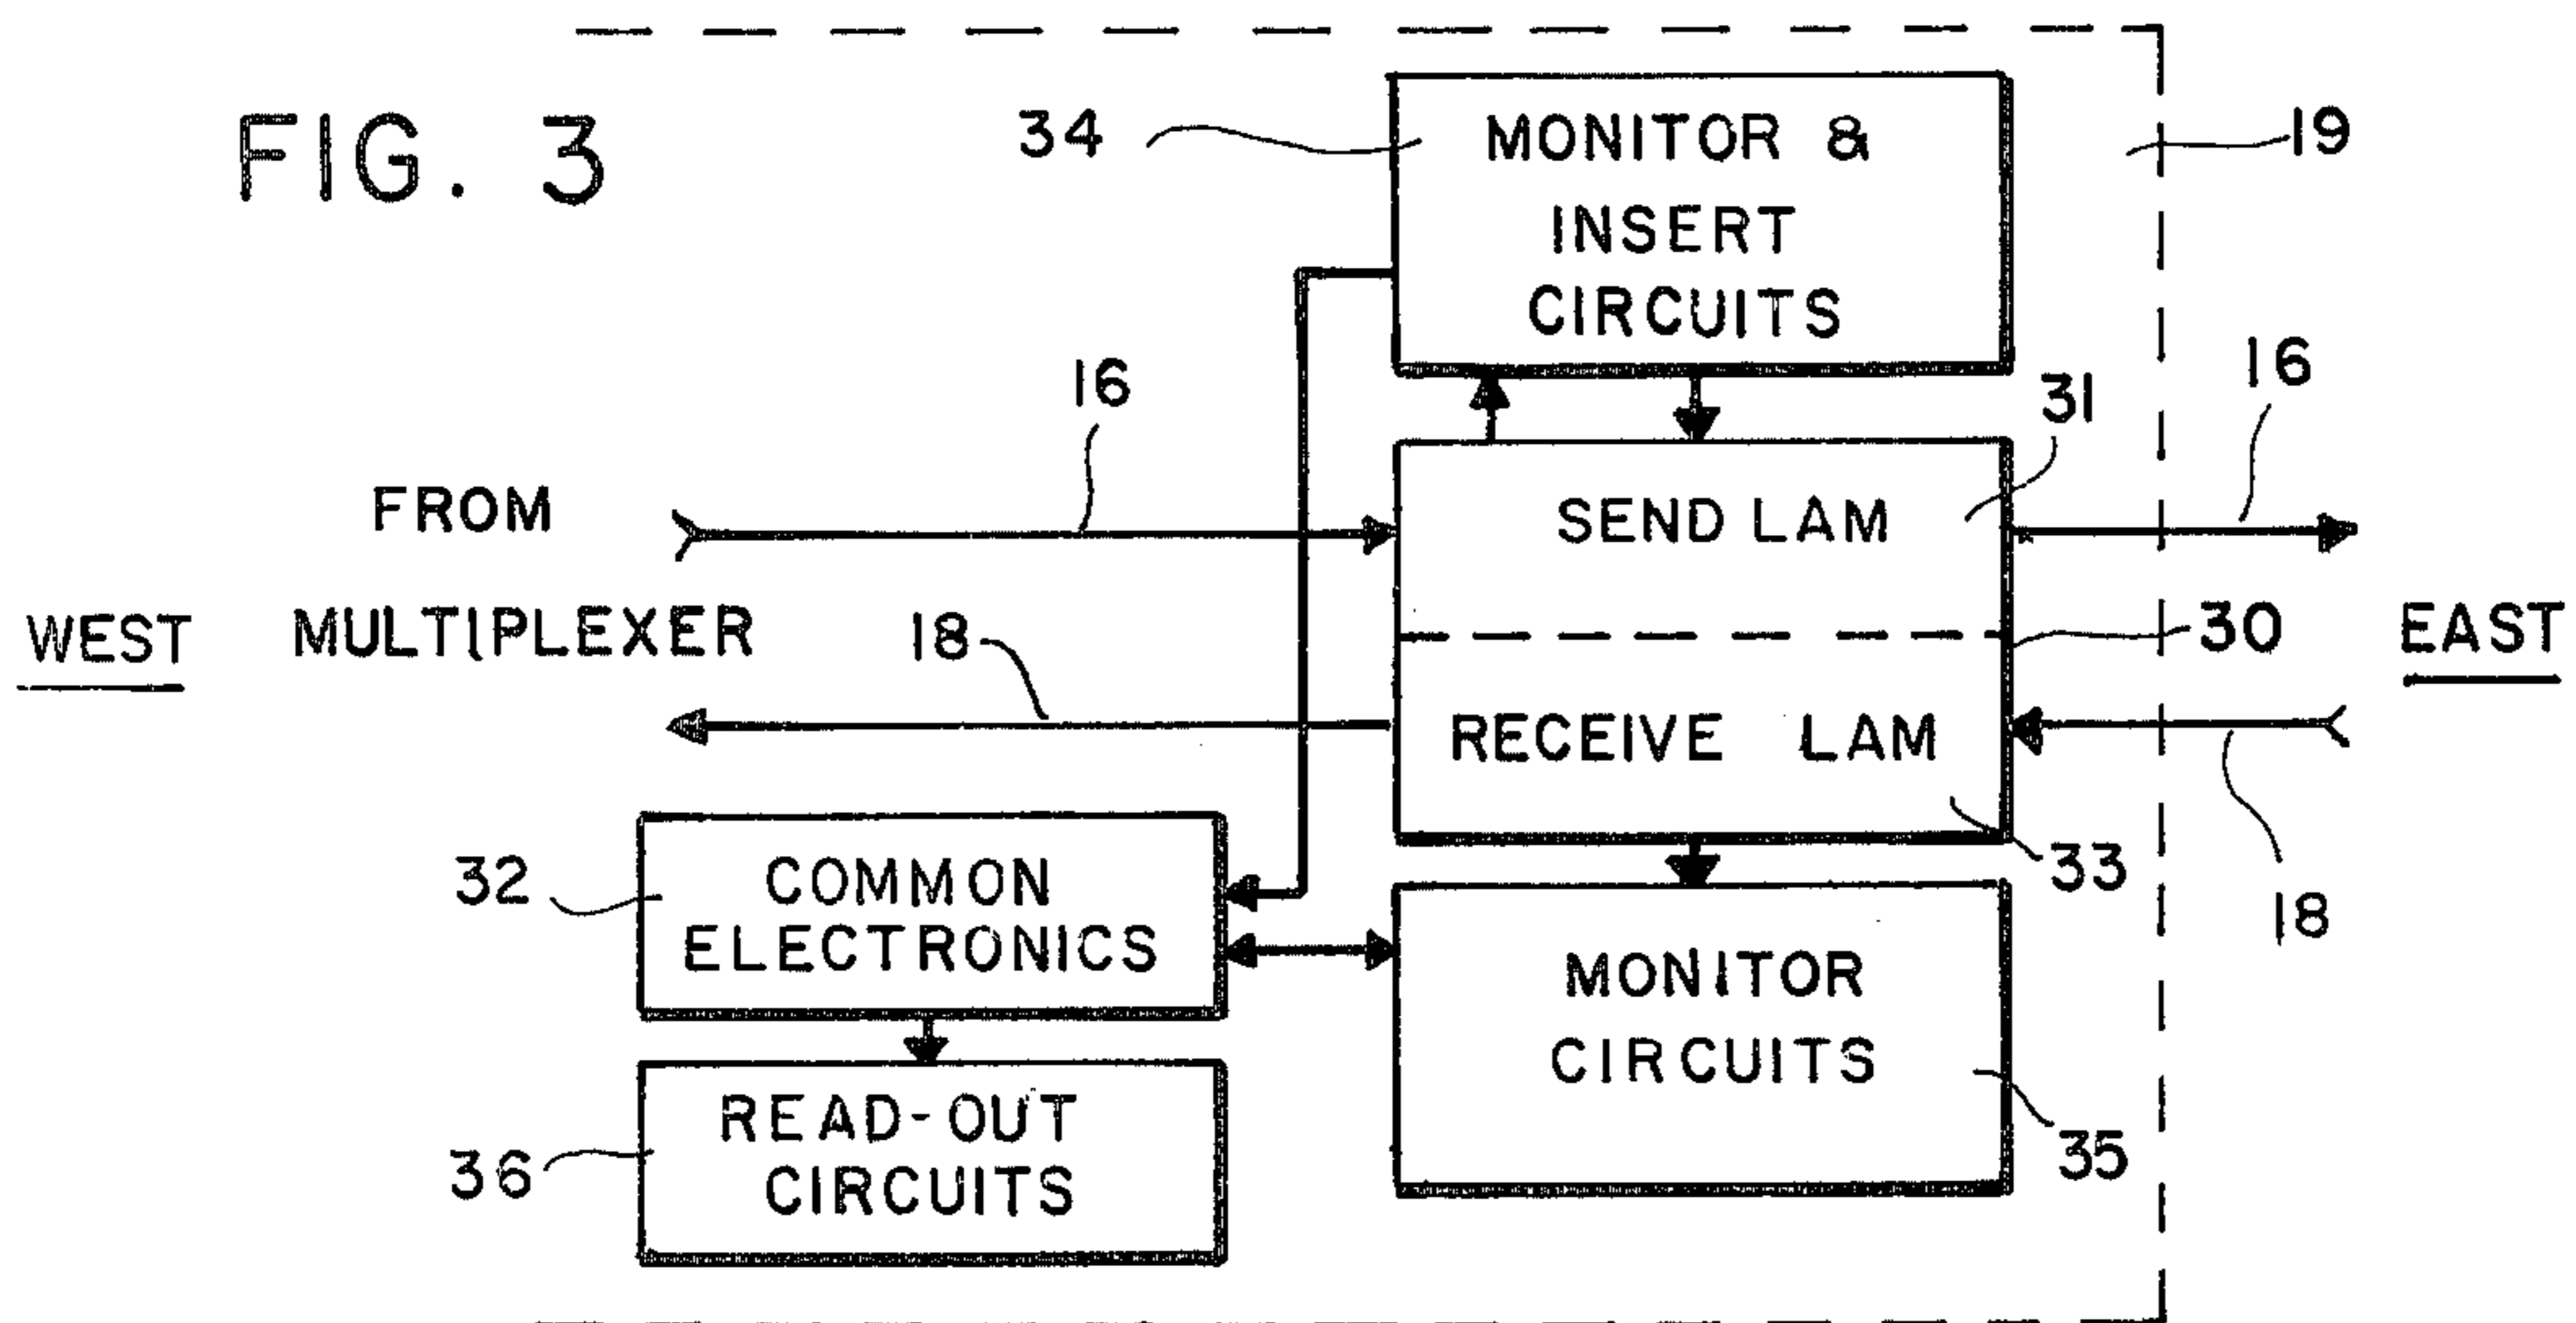 FIG. 3
34
MONITOR &
INSERT
CIRCUITS
19
16
31
16
FROM
MULTIPLEXER
SEND LAM
WEST
18
30
EAST
RECEIVE LAM
33
18
32
COMMON
ELECTRONICS
MONITOR
CIRCUITS
35
36
READ-OUT
CIRCUITS